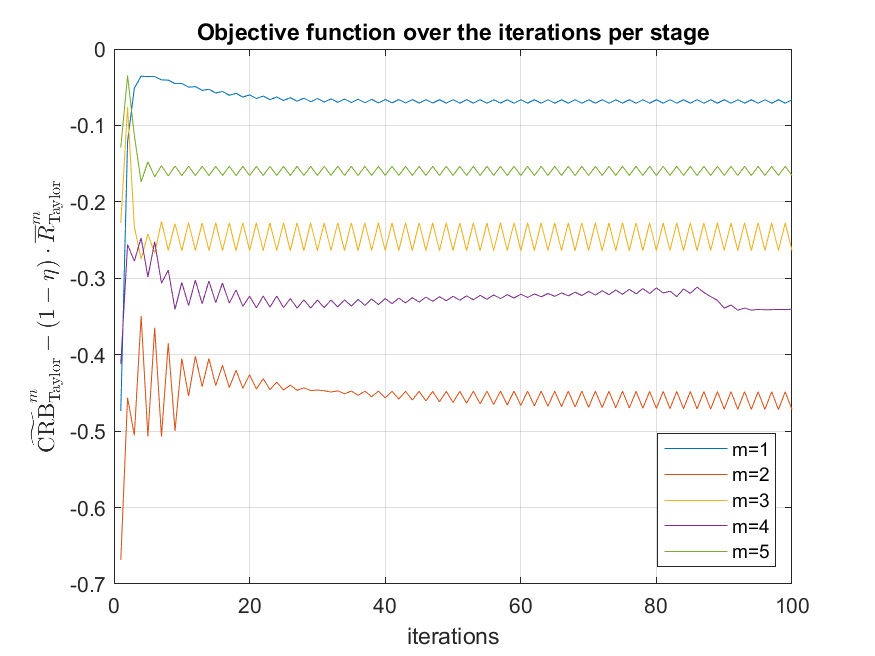 Objective function over the iterations per stage
0
-0.1
-0.2
-0.3
-0.4
-0.5
-0.6
-0.7
$\widetilde{\mathrm{CRB}}^{m}_{\mathrm{Taylor}} - (1 - \eta) \cdot \overline{R}^{m}_{\mathrm{Taylor}}$
m=1
m=2
m=3
m=4
m=5
0 20 40 60 80 100
iterations